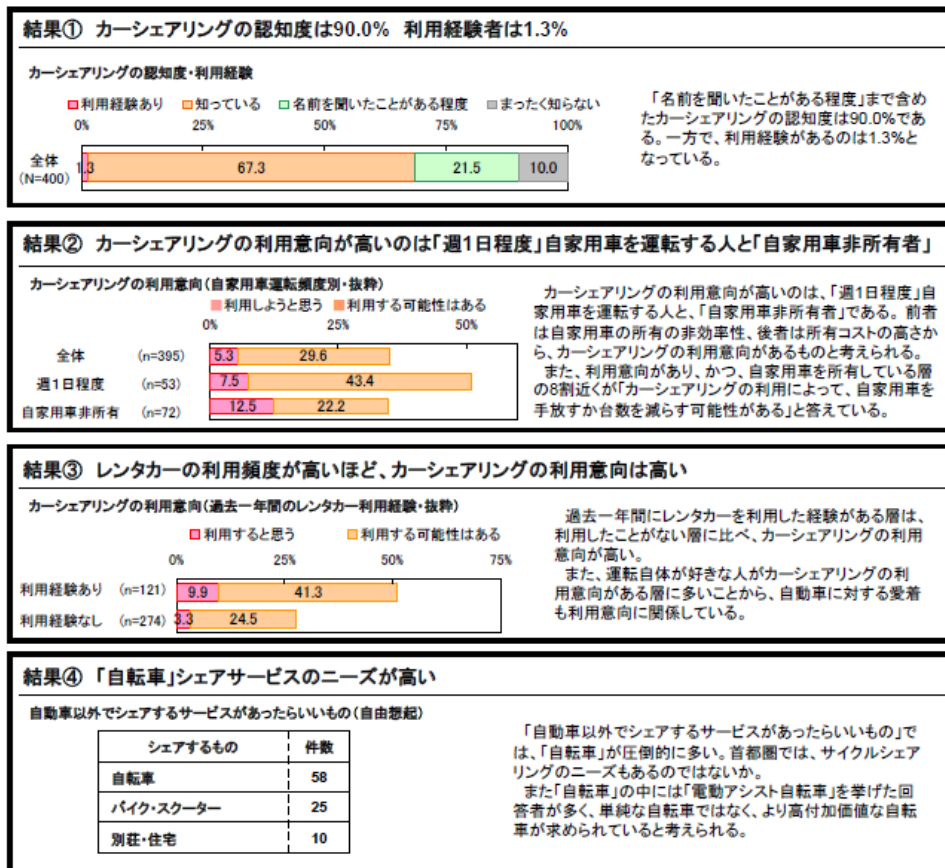 結果① カーシェアリングの認知度は90.0% 利用経験者は1.3%
カーシェアリングの認知度・利用経験
利用経験あり 知っている 名前を聞いたことがある程度 まったく知らない
0% 25% 50% 75% 100%
全体
(N=400)
1.3 67.3 21.5 10.0
「名前を聞いたことがある程度」まで含め
たカーシェアリングの認知度は90.0%であ
る。一方で、利用経験があるのは1.3%と
なっている。
結果② カーシェアリングの利用意向が高いのは「週1日程度」自家用車を運転する人と「自家用車非所有者」
カーシェアリングの利用意向(自家用車運転頻度別・抜粋)
利用しようと思う 利用する可能性はある
0% 25% 50%
全体 (n=395) 5.3 29.6
週1日程度 (n=53) 7.5 43.4
自家用車非所有 (n=72) 12.5 22.2
カーシェアリングの利用意向が高いのは、「週1日程度」自
家用車を運転する人と、「自家用車非所有者」である。前者
は自家用車の所有の非効率性、後者は所有コストの高さか
ら、カーシェアリングの利用意向があるものと考えられる。
また、利用意向があり、かつ、自家用車を所有している層
の8割近くが「カーシェアリングの利用によって、自家用車を
手放すか台数を減らす可能性がある」と答えている。
結果③ レンタカーの利用頻度が高いほど、カーシェアリングの利用意向は高い
カーシェアリングの利用意向(過去一年間のレンタカー利用経験・抜粋)
利用すると思う 利用する可能性はある
0% 25% 50% 75%
利用経験あり (n=121) 9.9 41.3
利用経験なし (n=274) 3.3 24.5
過去一年間にレンタカーを利用した経験がある層は、
利用したことがない層に比べ、カーシェアリングの利用
意向が高い。
また、運転自体が好きな人がカーシェアリングの利
用意向がある層に多いことから、自動車に対する愛着
も利用意向に関係している。
結果④ 「自転車」シェアサービスのニーズが高い
自動車以外でシェアするサービスがあったらいいもの(自由想起)
シェアするもの 件数
自転車 58
バイク・スクーター 25
別荘・住宅 10
「自動車以外でシェアするサービスがあったらいいもの」で
は、「自転車」が圧倒的に多い。首都圏では、サイクルシェア
リングのニーズもあるのではないか。
また「自転車」の中には「電動アシスト自転車」を挙げた回
答者が多く、単純な自転車ではなく、より高付加価値な自転
車が求められていると考えられる。